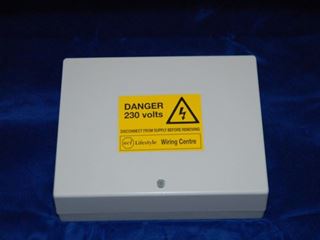 DANGER
230 volts
DISCONNECT FROM SUPPLY BEFORE REMOVING
Lifestyle Wiring Centre